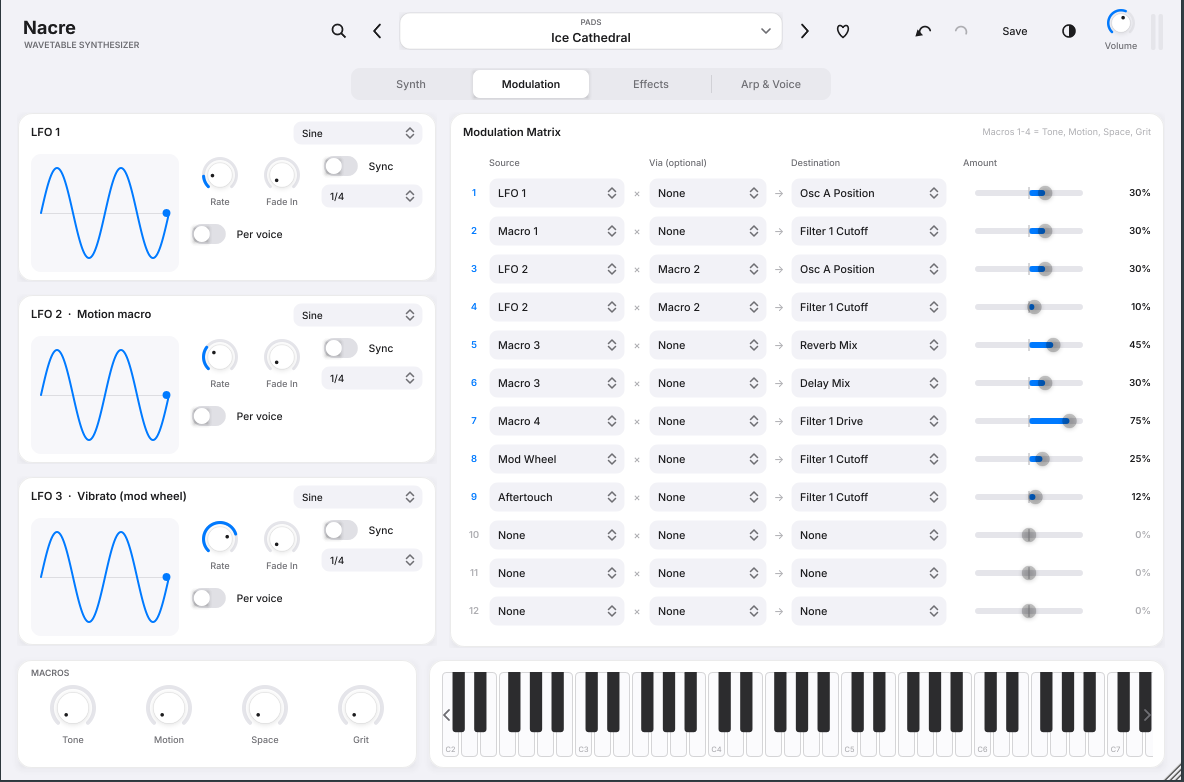 Nacre
WAVETABLE SYNTHESIZER
PADS
Ice Cathedral
Save
Volume
Synth
Modulation
Effects
Arp & Voice
LFO 1
Sine
Sync
Rate
Fade In
1/4
Per voice
LFO 2 · Motion macro
Sine
Sync
Rate
Fade In
1/4
Per voice
LFO 3 · Vibrato (mod wheel)
Sine
Sync
Rate
Fade In
1/4
Per voice
Modulation Matrix
Macros 1-4 = Tone, Motion, Space, Grit
Source Via (optional) Destination Amount
1 LFO 1 × None → Osc A Position 30%
2 Macro 1 × None → Filter 1 Cutoff 30%
3 LFO 2 × Macro 2 → Osc A Position 30%
4 LFO 2 × Macro 2 → Filter 1 Cutoff 10%
5 Macro 3 × None → Reverb Mix 45%
6 Macro 3 × None → Delay Mix 30%
7 Macro 4 × None → Filter 1 Drive 75%
8 Mod Wheel × None → Filter 1 Cutoff 25%
9 Aftertouch × None → Filter 1 Cutoff 12%
10 None × None → None 0%
11 None × None → None 0%
12 None × None → None 0%
MACROS
Tone Motion Space Grit
C2 C3 C4 C5 C6 C7